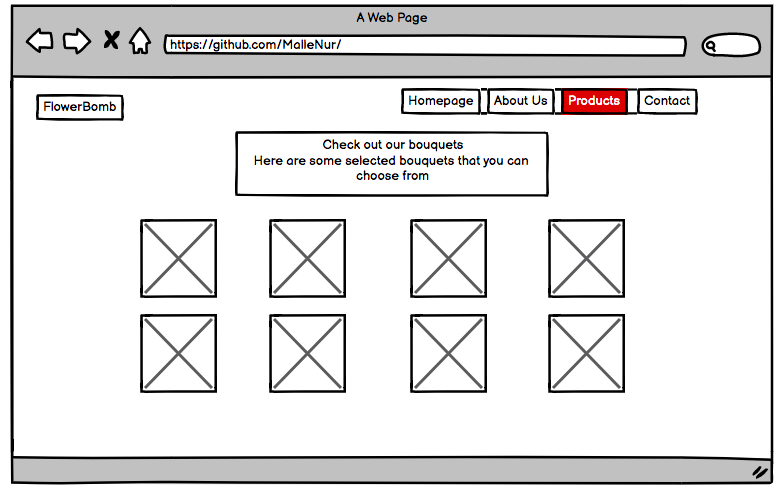 A Web Page
https://github.com/MalleNur/
FlowerBomb
Homepage
About Us
Products
Contact
Check out our bouquets
Here are some selected bouquets that you can
choose from